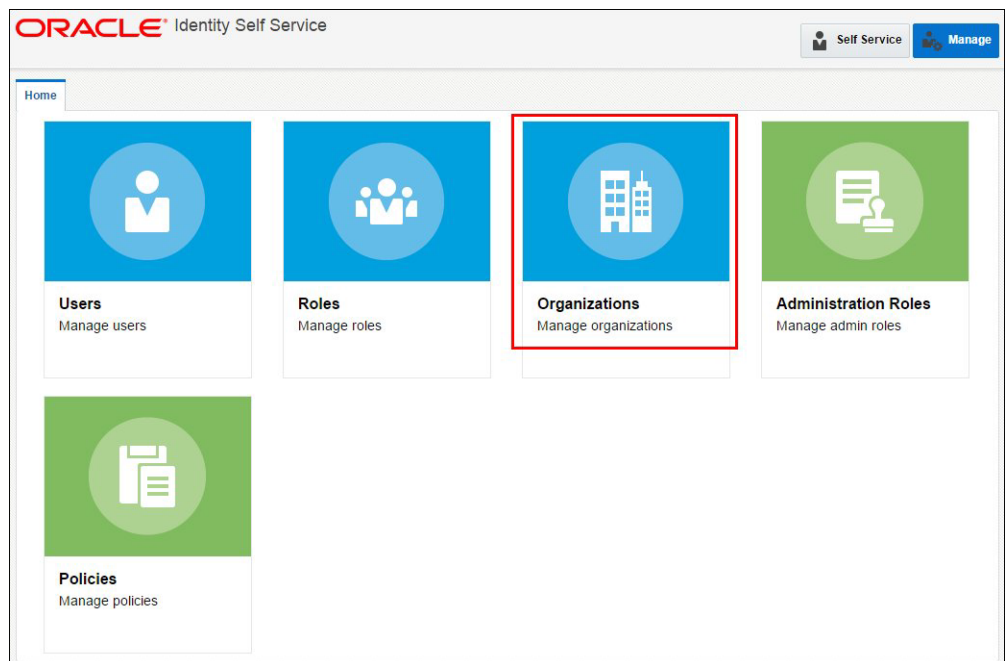 ORACLE® Identity Self Service
Self Service
Manage
Home
Users
Manage users
Roles
Manage roles
Organizations
Manage organizations
Administration Roles
Manage admin roles
Policies
Manage policies